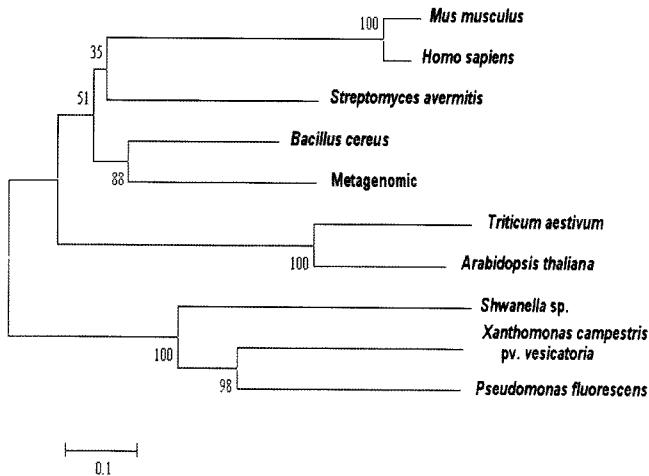 100
Mus musculus
Homo sapiens
35
Streptomyces avermitis
51
Bacillus cereus
88
Metagenomic
Triticum aestivum
100
Arabidopsis thaliana
Shwanella sp.
100
Xanthomonas campestris
pv. vesicatoria
98
Pseudomonas fluorescens
0.1